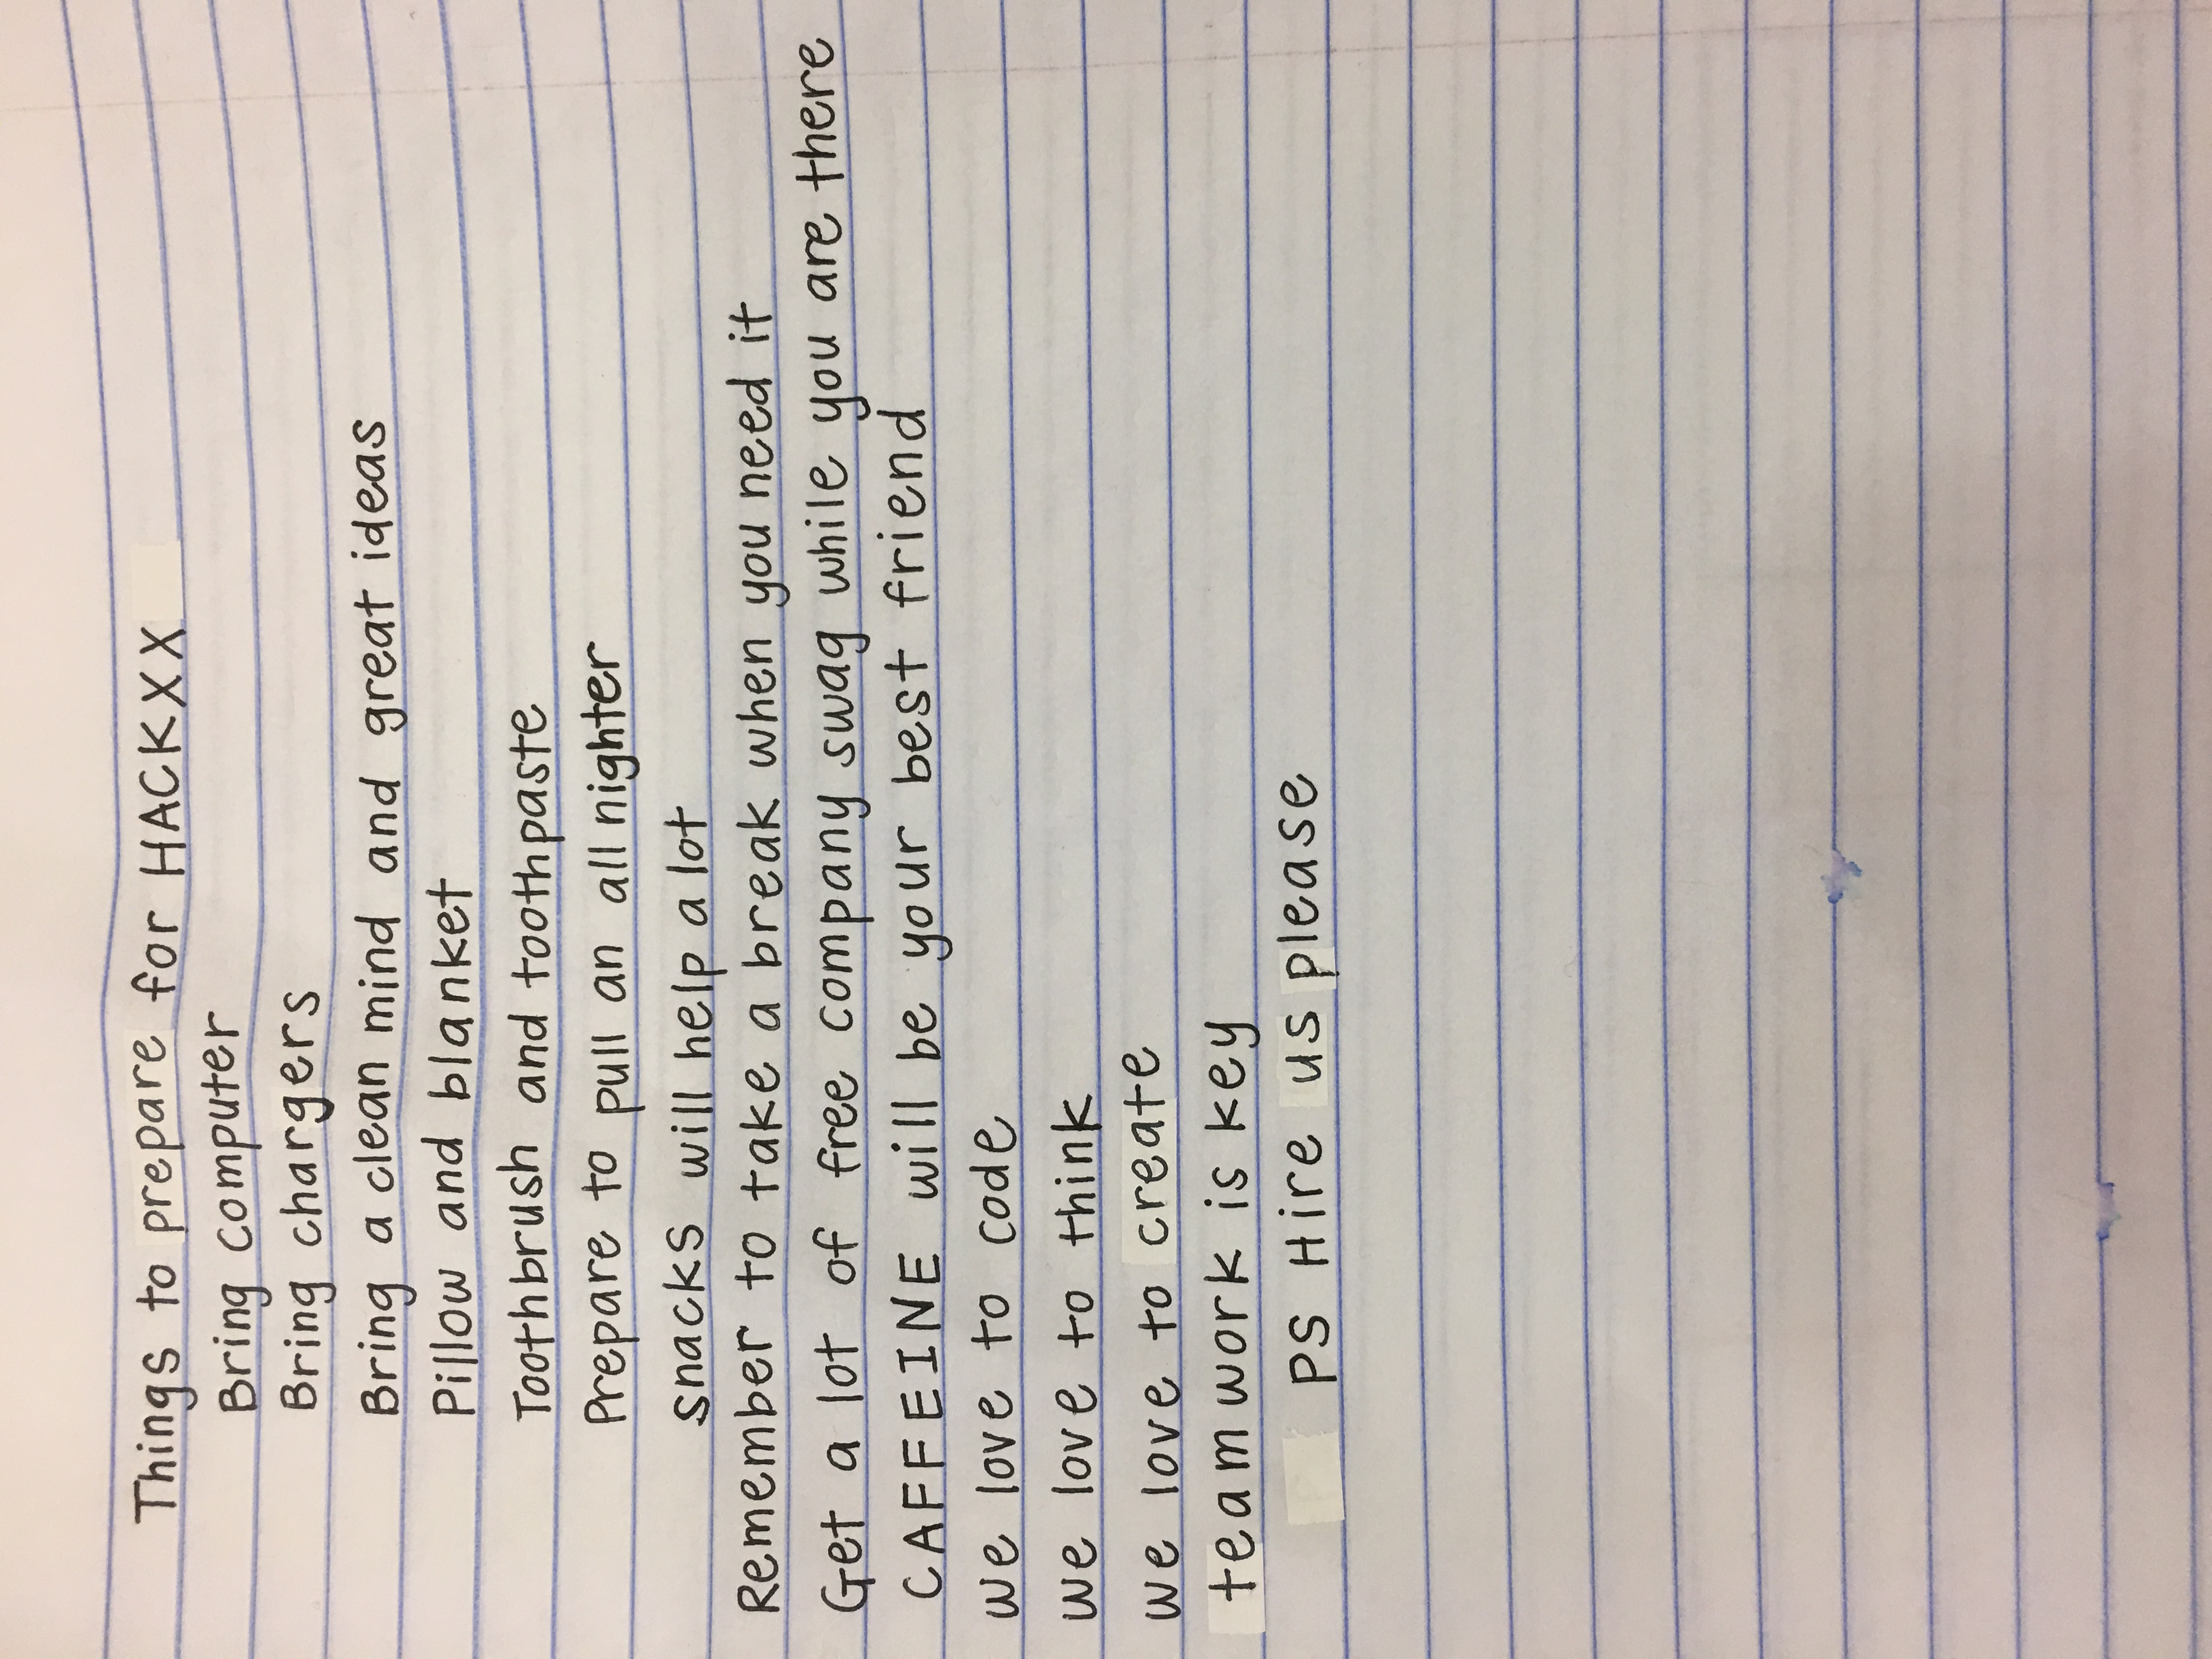 Things to prepare for HACKXX
Bring computer
Bring chargers
Bring a clean mind and great ideas
Pillow and blanket
Toothbrush and toothpaste
Prepare to pull an all nighter
snacks will help a lot
Remember to take a break when you need it
Get a lot of free company swag while you are there
CAFFEINE will be your best friend
we love to code
we love to think
we love to create
teamwork is key
PS Hire us please